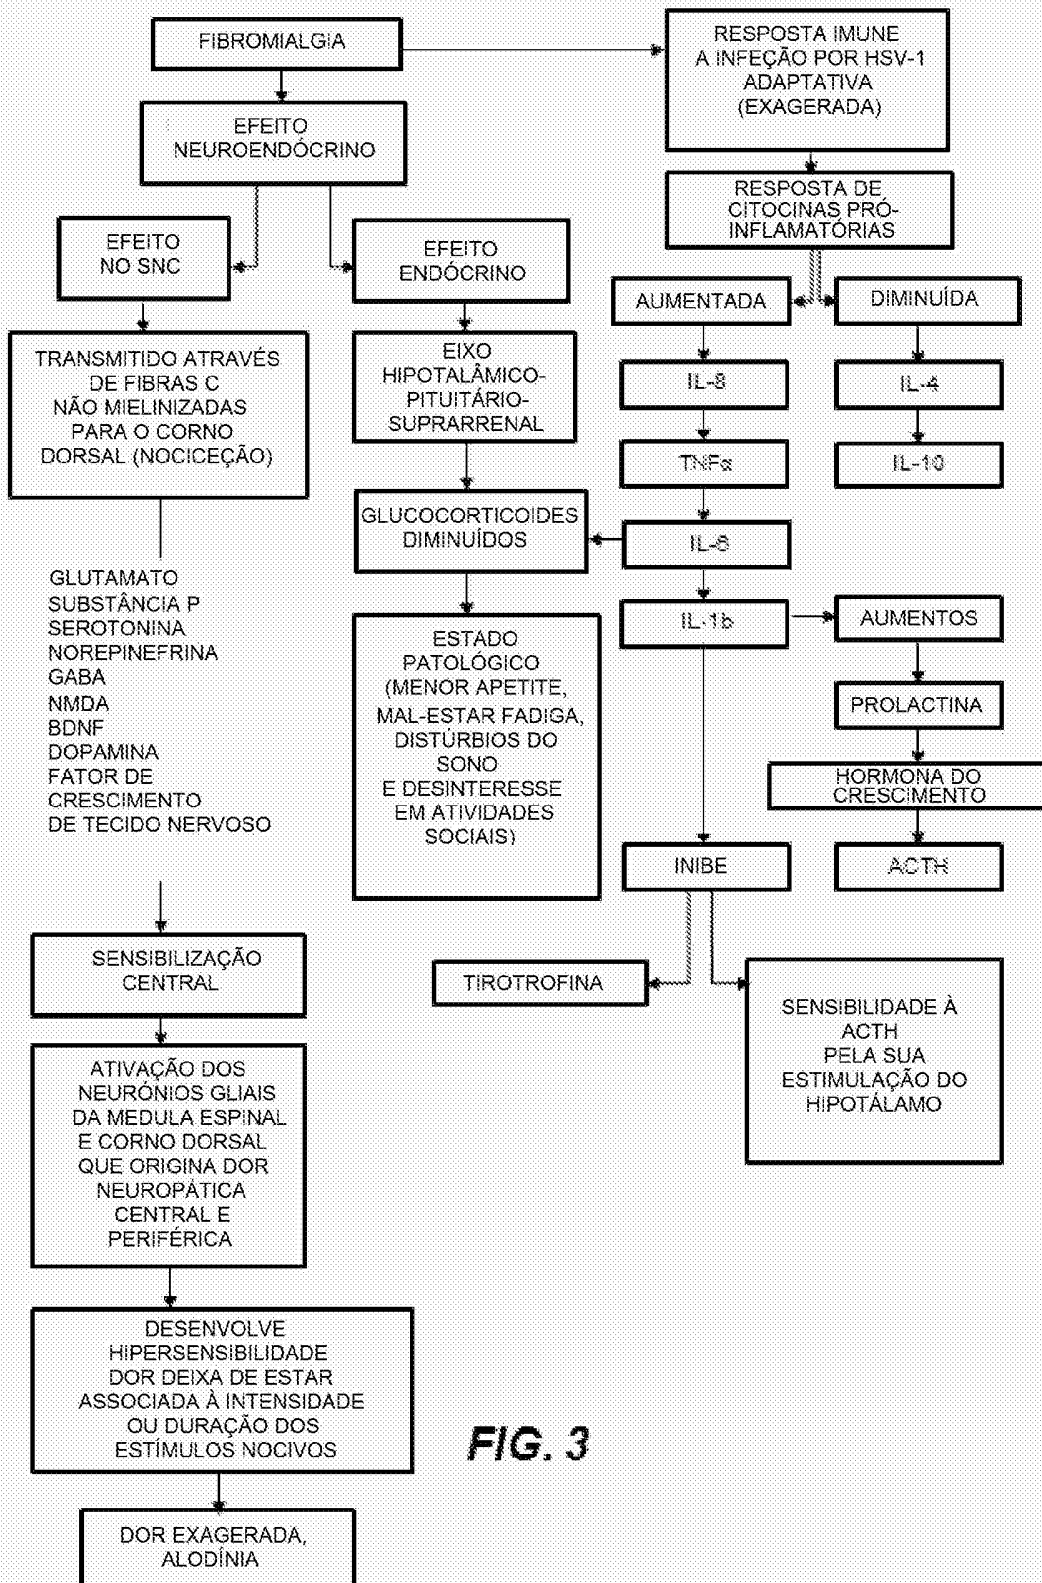 FIBROMIALGIA
RESPOSTA IMUNE
A INFEÇÃO POR HSV-1
ADAPTATIVA
(EXAGERADA)
EFEITO
NEUROENDÓCRINO
RESPOSTA DE
CITOCINAS PRÓ-
INFLAMATÓRIAS
EFEITO
NO SNC
EFEITO
ENDÓCRINO
AUMENTADA
DIMINUÍDA
TRANSMITIDO ATRAVÉS
DE FIBRAS C
NÃO MIELINIZADAS
PARA O CORNO
DORSAL (NOCICEÇÃO)
EIXO
HIPOTALÂMICO-
PITUITÁRIO-
SUPRARRENAL
IL-8
IL-4
TNFα
IL-10
GLUCOCORTICOIDES
DIMINUÍDOS
IL-6
IL-1b
AUMENTOS
GLUTAMATO
SUBSTÂNCIA P
SEROTONINA
NOREPINEFRINA
GABA
NMDA
BDNF
DOPAMINA
FATOR DE
CRESCIMENTO
DE TECIDO NERVOSO
ESTADO
PATOLÓGICO
(MENOR APETITE,
MAL-ESTAR FADIGA,
DISTÚRBIOS DO
SONO
E DESINTERESSE
EM ATIVIDADES
SOCIAIS)
PROLACTINA
HORMONA DO
CRESCIMENTO
INIBE
ACTH
SENSIBILIZAÇÃO
CENTRAL
TIROTROFINA
SENSIBILIDADE À
ACTH
PELA SUA
ESTIMULAÇÃO DO
HIPOTÁLAMO
ATIVAÇÃO DOS
NEURÓNIOS GLIAIS
DA MEDULA ESPINAL
E CORNO DORSAL
QUE ORIGINA DOR
NEUROPÁTICA
CENTRAL E
PERIFÉRICA
DESENVOLVE
HIPERSENSIBILIDADE
DOR DEIXA DE ESTAR
ASSOCIADA À INTENSIDADE
OU DURAÇÃO DOS
ESTÍMULOS NOCIVOS
FIG. 3
DOR EXAGERADA,
ALODÍNIA